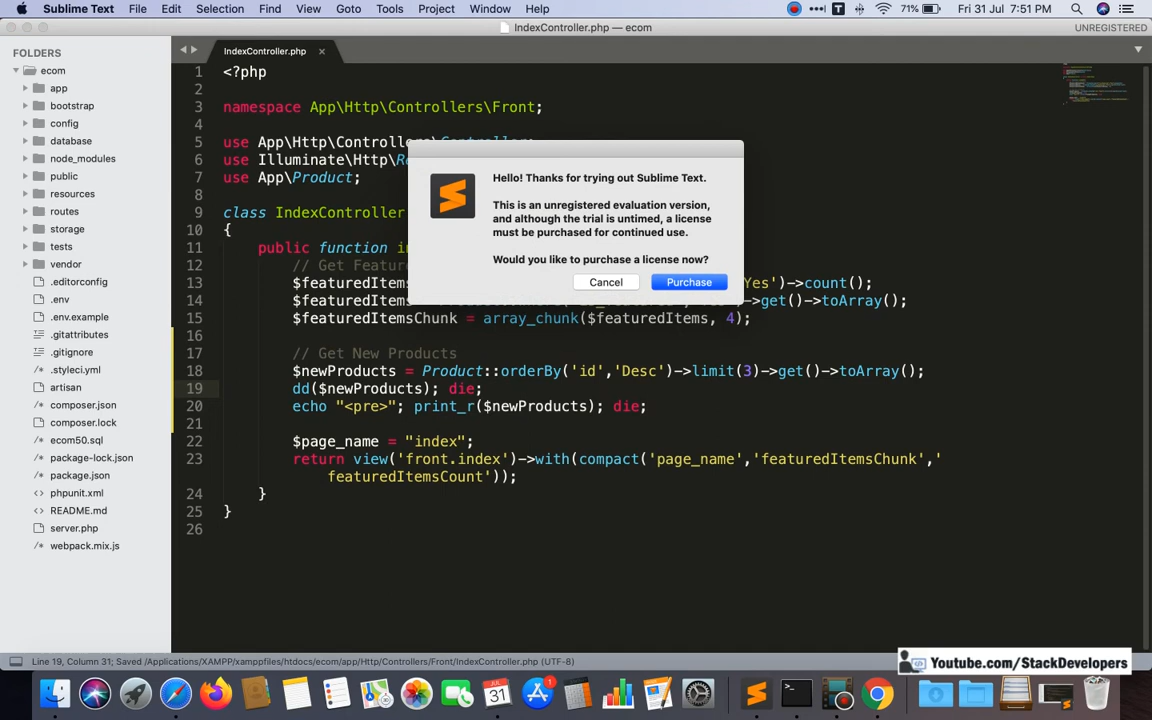 Sublime Text File Edit Selection Find View Goto Tools Project Window Help
71% Fri 31 Jul 7:51 PM
IndexController.php — ecom
UNREGISTERED
FOLDERS
ecom
app
bootstrap
config
database
node_modules
public
resources
routes
storage
tests
vendor
.editorconfig
.env
.env.example
.gitattributes
.gitignore
.styleci.yml
artisan
composer.json
composer.lock
ecom50.sql
package-lock.json
package.json
phpunit.xml
README.md
server.php
webpack.mix.js
IndexController.php
1 <?php
2
3 namespace App\Http\Controllers\Front;
4
5 use App\Http\Controllers\Controller;
6 use Illuminate\Http\R
7 use App\Product;
8
9 class IndexController
10 {
11 public function in
12 // Get Featur
13 $featuredItems Yes')->count();
14 $featuredItems ->get()->toArray();
15 $featuredItemsChunk = array_chunk($featuredItems, 4);
16
17 // Get New Products
18 $newProducts = Product::orderBy('id','Desc')->limit(3)->get()->toArray();
19 dd($newProducts); die;
20 echo "<pre>"; print_r($newProducts); die;
21
22 $page_name = "index";
23 return view('front.index')->with(compact('page_name','featuredItemsChunk','
featuredItemsCount'));
24 }
25 }
26
Hello! Thanks for trying out Sublime Text.
This is an unregistered evaluation version,
and although the trial is untimed, a license
must be purchased for continued use.
Would you like to purchase a license now?
Cancel Purchase
Line 19, Column 31; Saved /Applications/XAMPP/xamppfiles/htdocs/ecom/app/Http/Controllers/Front/IndexController.php (UTF-8)
Youtube.com/StackDevelopers